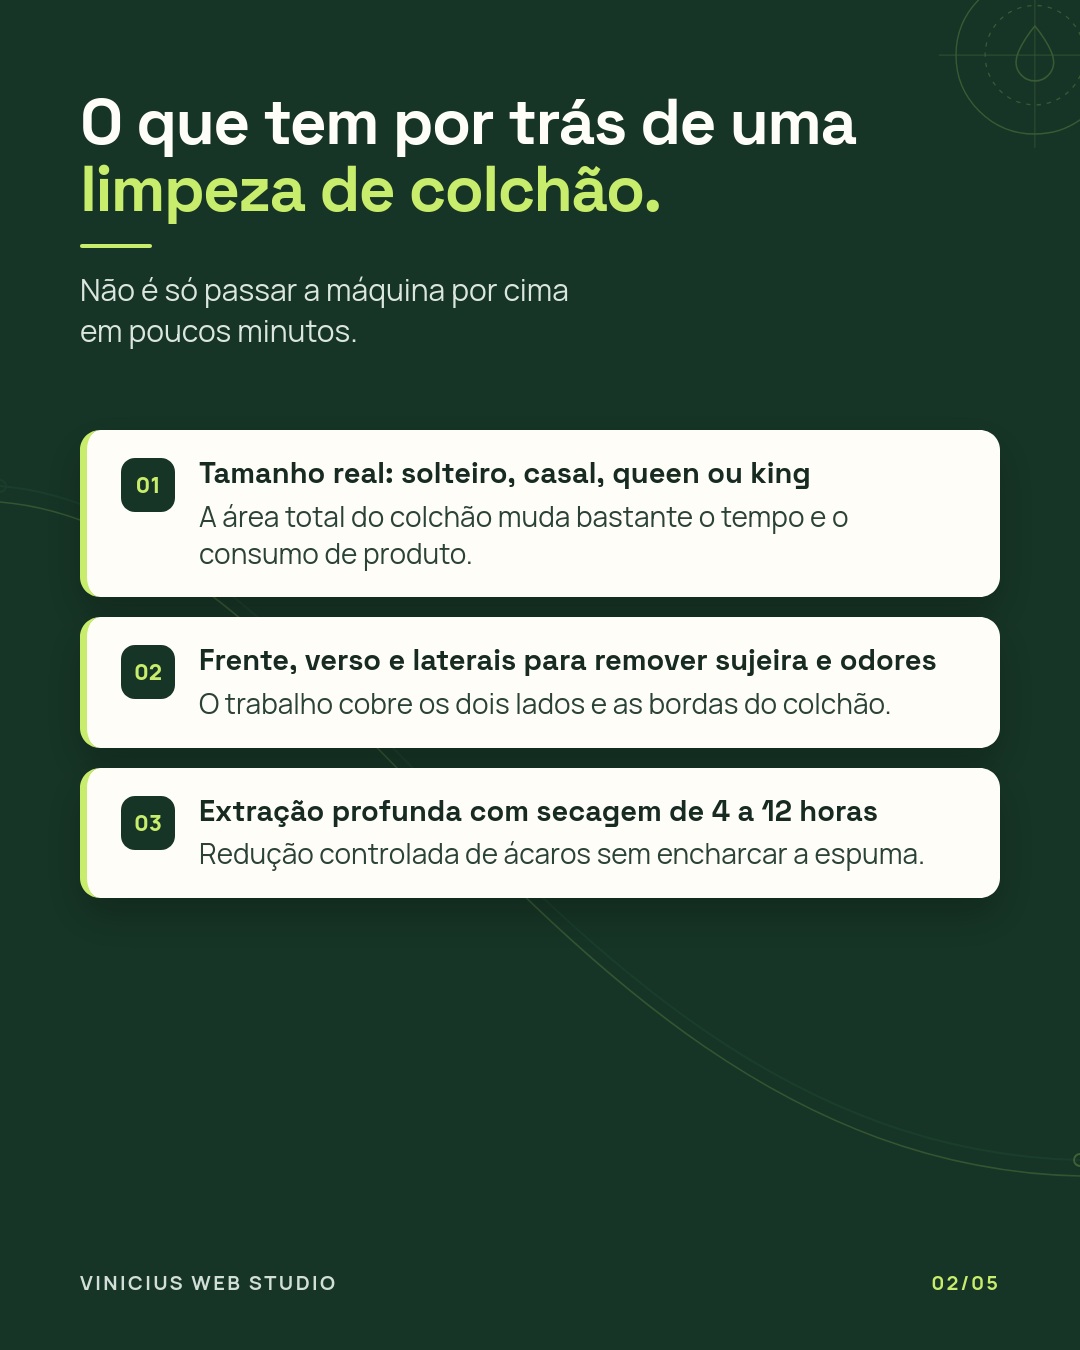 O que tem por trás de uma
limpeza de colchão.
Não é só passar a máquina por cima
em poucos minutos.
01
Tamanho real: solteiro, casal, queen ou king
A área total do colchão muda bastante o tempo e o
consumo de produto.
02
Frente, verso e laterais para remover sujeira e odores
O trabalho cobre os dois lados e as bordas do colchão.
03
Extração profunda com secagem de 4 a 12 horas
Redução controlada de ácaros sem encharcar a espuma.
VINICIUS WEB STUDIO
02/05